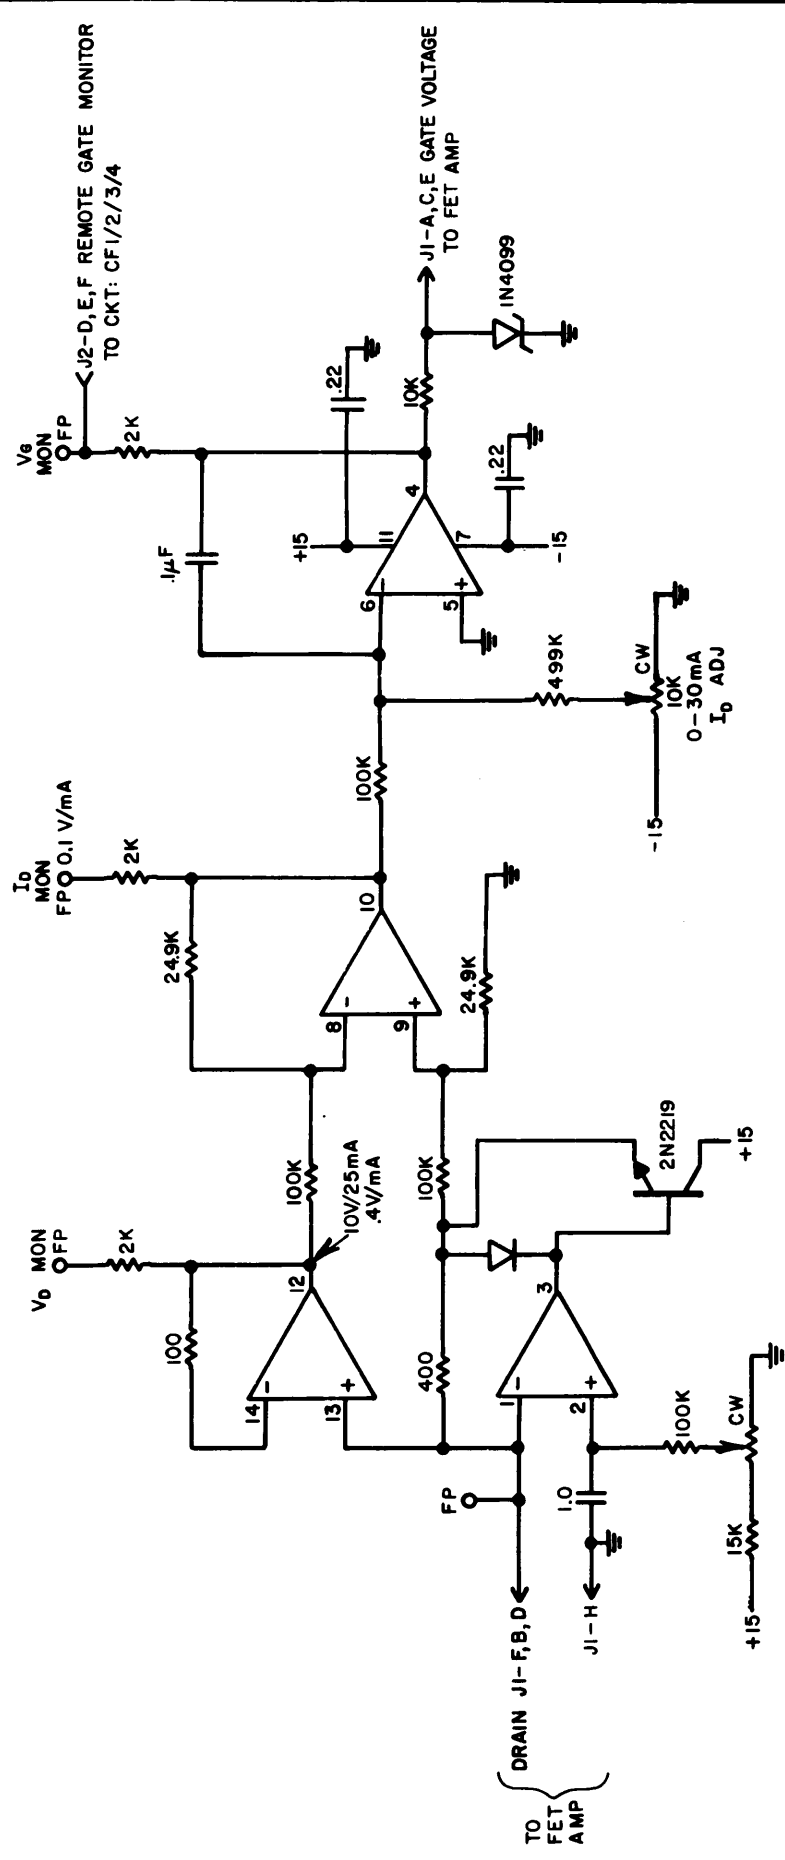 V_G
MON
FP
J2-D,E,F REMOTE GATE MONITOR
TO CKT: CF1/2/3/4
2K
.1µF
+15
.22
11
6
-
4
5
+
7
10K
J1-A,C,E GATE VOLTAGE
TO FET AMP
1N4099
.22
-15
499K
CW
10K
0-30mA
I_D ADJ
-15
I_D
MON
FP 0.1 V/mA
2K
24.9K
100K
10
8
-
9
+
24.9K
V_D MON
FP
2K
100
100K
12
14
-
13
+
10V/25mA
.4V/mA
100K
400
2N2219
+15
3
1
-
2
+
FP
1.0
100K
CW
15K
+15
DRAIN J1-F,B,D
J1-H
TO
FET
AMP